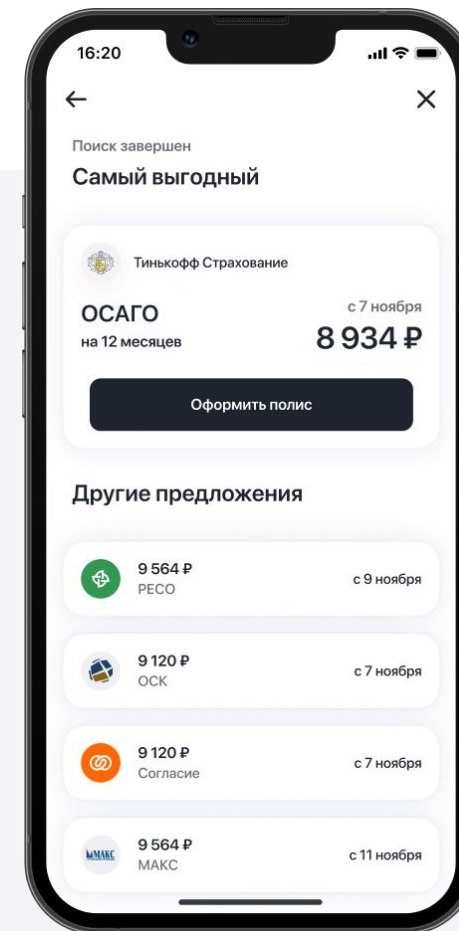 16:20
Поиск завершен
Самый выгодный
Тинькофф Страхование
ОСАГО
на 12 месяцев
с 7 ноября
8 934 ₽
Оформить полис
Другие предложения
9 564 ₽
РЕСО
с 9 ноября
9 120 ₽
ОСК
с 7 ноября
9 120 ₽
Согласие
с 7 ноября
МАКС
9 564 ₽
МАКС
с 11 ноября